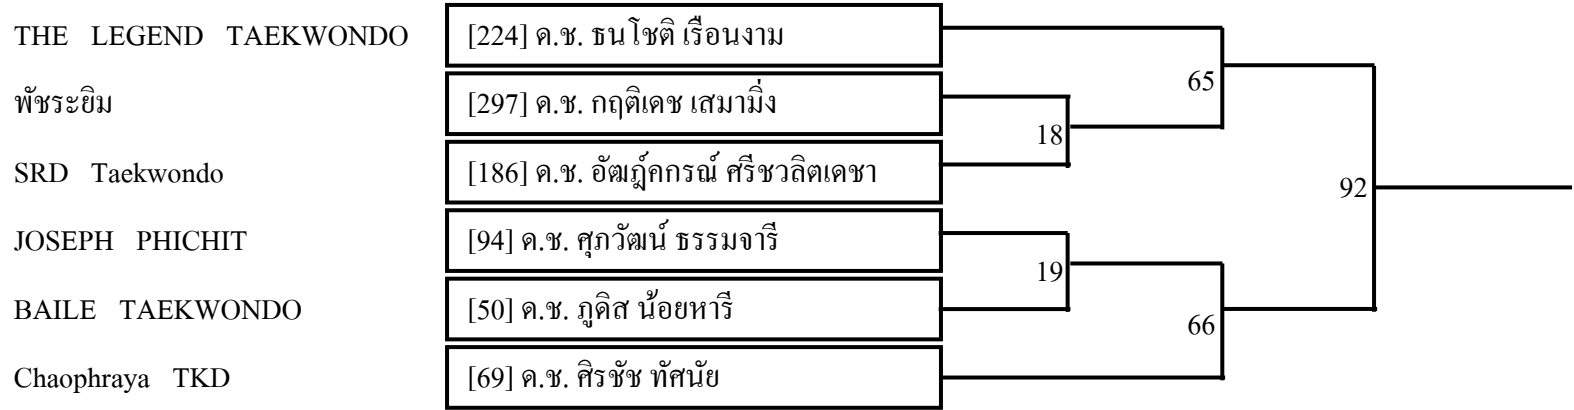 THE LEGEND TAEKWONDO [224] ด.ช. ธนโชติ เรือนงาม
65
พัชระยิม [297] ด.ช. กฤติเดช เสมามิ่ง
18
SRD Taekwondo [186] ด.ช. อัฒฎ์คกรณ์ ศรีชวลิตเดชา
92
JOSEPH PHICHIT [94] ด.ช. ศุภวัฒน์ ธรรมจารี
19
BAILE TAEKWONDO [50] ด.ช. ภูดิส น้อยหารี
66
Chaophraya TKD [69] ด.ช. ศิรชัช ทัศนัย